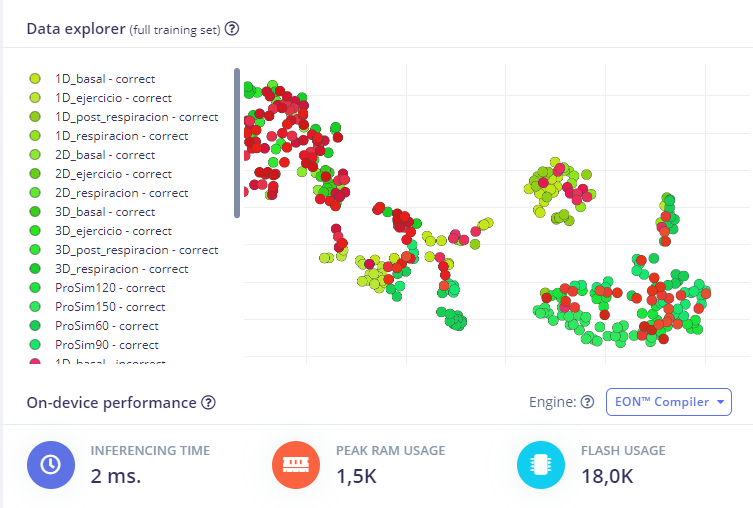 Data explorer (full training set) ?
1D_basal - correct
1D_ejercicio - correct
1D_post_respiracion - correct
1D_respiracion - correct
2D_basal - correct
2D_ejercicio - correct
2D_respiracion - correct
3D_basal - correct
3D_ejercicio - correct
3D_post_respiracion - correct
3D_respiracion - correct
ProSim120 - correct
ProSim150 - correct
ProSim60 - correct
ProSim90 - correct
1D_basal - incorrect
On-device performance ?
Engine: ? EON™ Compiler
INFERENCING TIME
2 ms.
PEAK RAM USAGE
1,5K
FLASH USAGE
18,0K